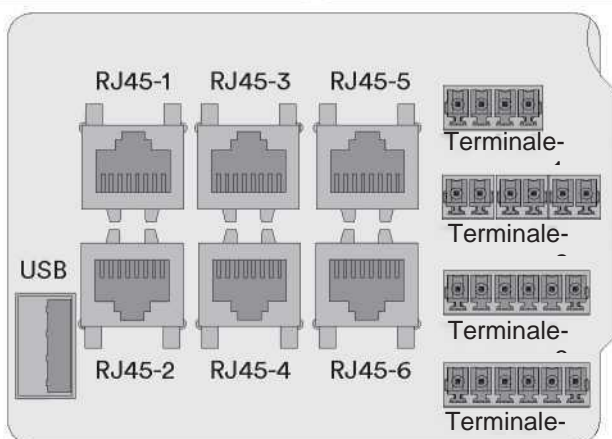 RJ45-1 RJ45-3 RJ45-5
Terminale-
Terminale-
USB
Terminale-
RJ45-2 RJ45-4 RJ45-6
Terminale-